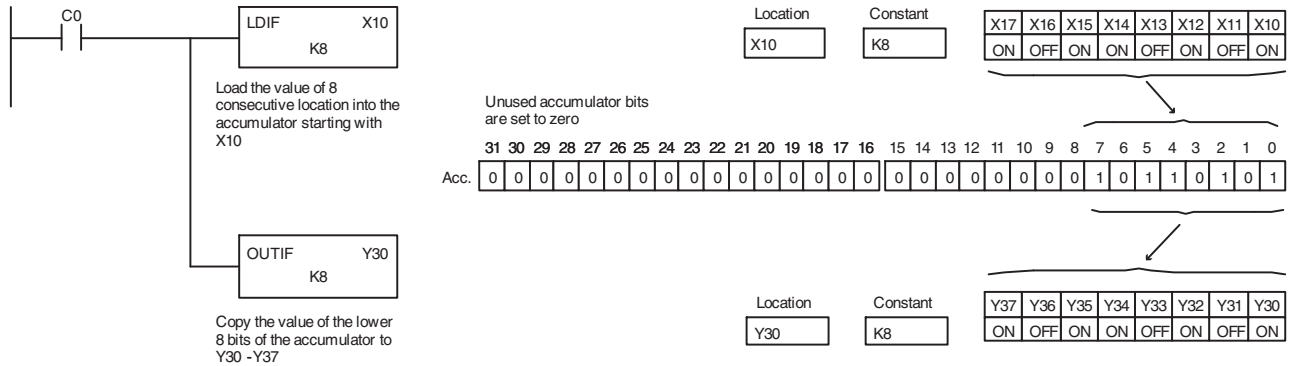 C0
LDIF X10
K8
Load the value of 8
consecutive location into the
accumulator starting with
X10
Location Constant
X10 K8
X17 X16 X15 X14 X13 X12 X11 X10
ON OFF ON ON OFF ON OFF ON
Unused accumulator bits
are set to zero
31 30 29 28 27 26 25 24 23 22 21 20 19 18 17 16 15 14 13 12 11 10 9 8 7 6 5 4 3 2 1 0
Acc. 0 0 0 0 0 0 0 0 0 0 0 0 0 0 0 0 0 0 0 0 0 0 0 0 1 0 1 1 0 1 0 1
OUTIF Y30
K8
Copy the value of the lower
8 bits of the accumulator to
Y30 -Y37
Location Constant
Y30 K8
Y37 Y36 Y35 Y34 Y33 Y32 Y31 Y30
ON OFF ON ON OFF ON OFF ON